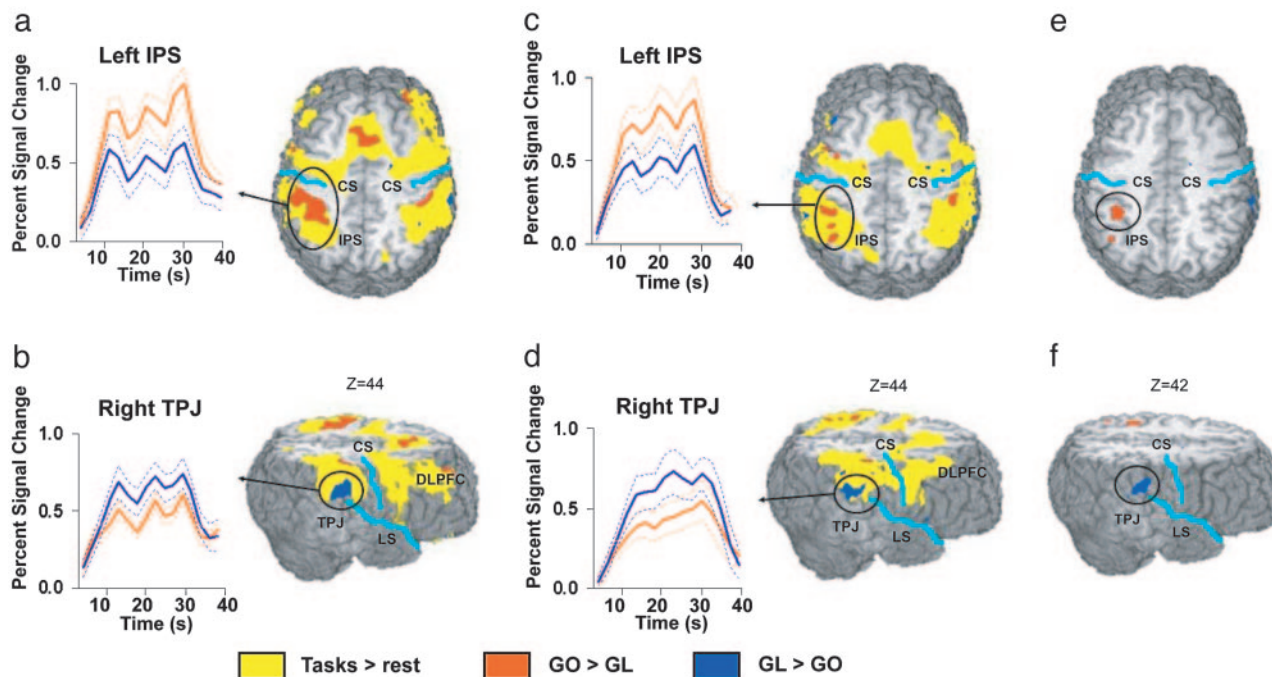 a
Left IPS
Percent Signal Change
1.0
0.5
0.0
10 20 30 40
Time (s)
CS
CS
IPS
c
Left IPS
Percent Signal Change
1.0
0.5
0.0
10 20 30 40
Time (s)
CS
CS
IPS
e
CS
CS
IPS
b
Right TPJ
Percent Signal Change
1.0
0.5
0.0
10 20 30 40
Time (s)
Z=44
CS
DLPFC
TPJ
LS
d
Right TPJ
Percent Signal Change
1.0
0.5
0.0
10 20 30 40
Time (s)
Z=44
CS
DLPFC
TPJ
LS
f
Z=42
CS
TPJ
LS
Tasks > rest
GO > GL
GL > GO